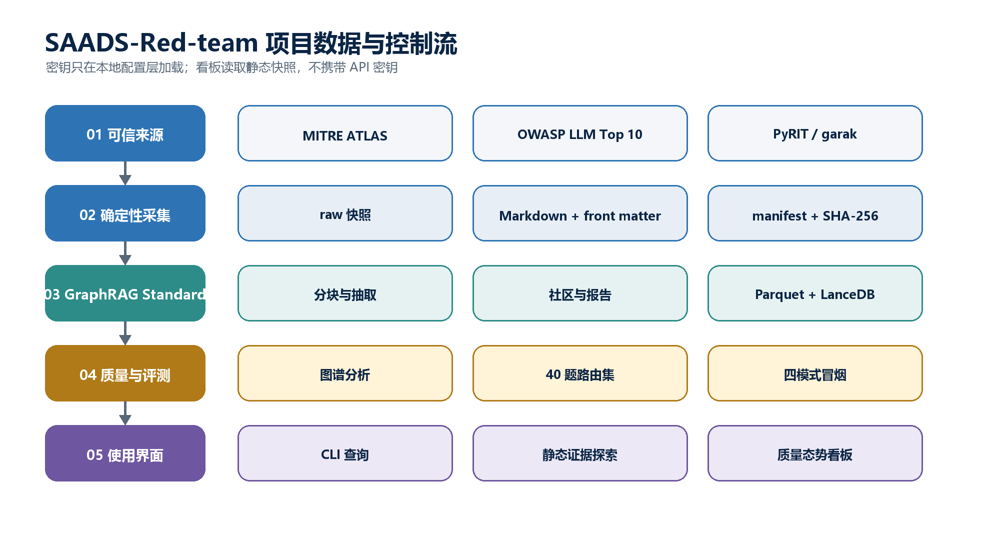 SAADS-Red-team 项目数据与控制流
密钥只在本地配置层加载；看板读取静态快照，不携带 API 密钥
01 可信来源
MITRE ATLAS
OWASP LLM Top 10
PyRIT / garak
02 确定性采集
raw 快照
Markdown + front matter
manifest + SHA-256
03 GraphRAG Standard
分块与抽取
社区与报告
Parquet + LanceDB
04 质量与评测
图谱分析
40 题路由集
四模式冒烟
05 使用界面
CLI 查询
静态证据探索
质量态势看板